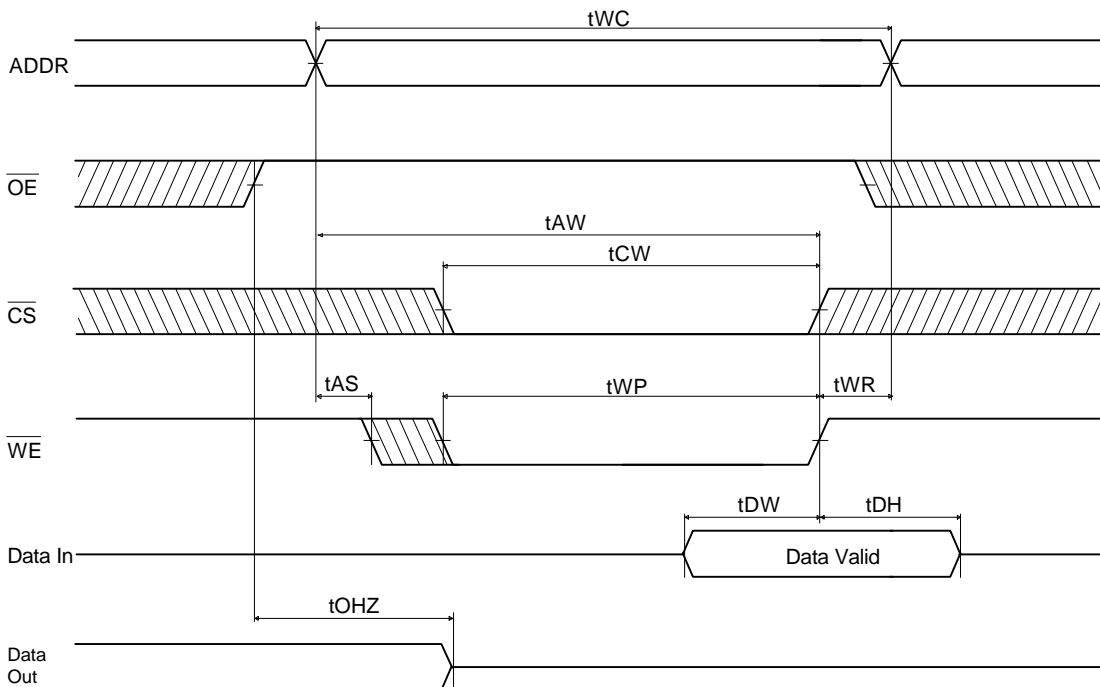 tWC
ADDR
OE
tAW
tCW
CS
tAS
tWP
tWR
WE
tDW
tDH
Data In
Data Valid
tOHZ
Data
Out